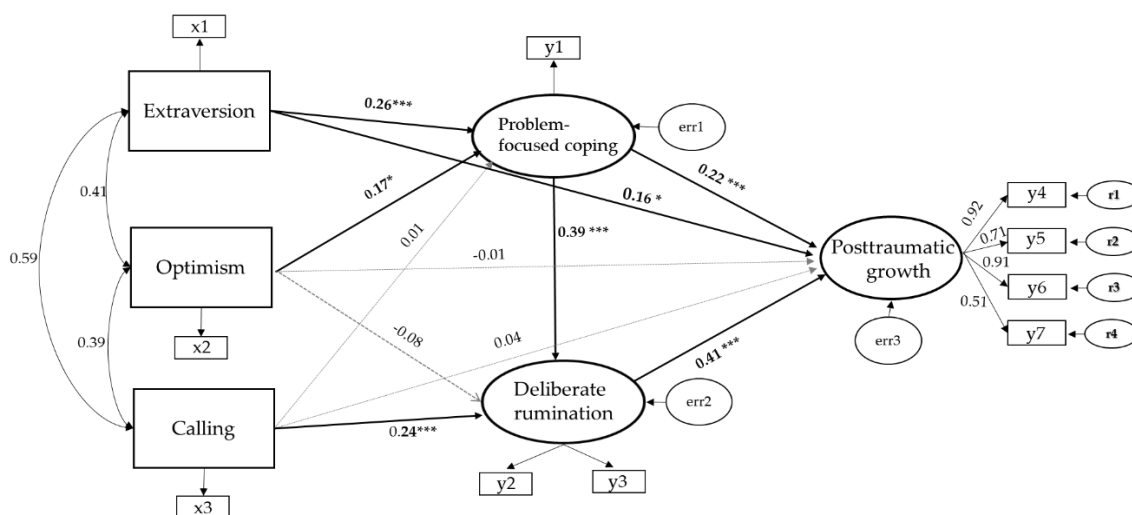 x1
y1
Extraversion
0.26***
Problem-
focused coping
err1
0.17*
0.22 ***
0.41
0.16 *
0.92
y4
r1
0.01
0.39 ***
0.71
y5
r2
0.59
Optimism
-0.01
Posttraumatic
growth
0.91
y6
r3
0.51
y7
r4
x2
-0.08
0.04
0.39
err3
0.41 ***
Deliberate
rumination
err2
Calling
0.24***
y2
y3
x3